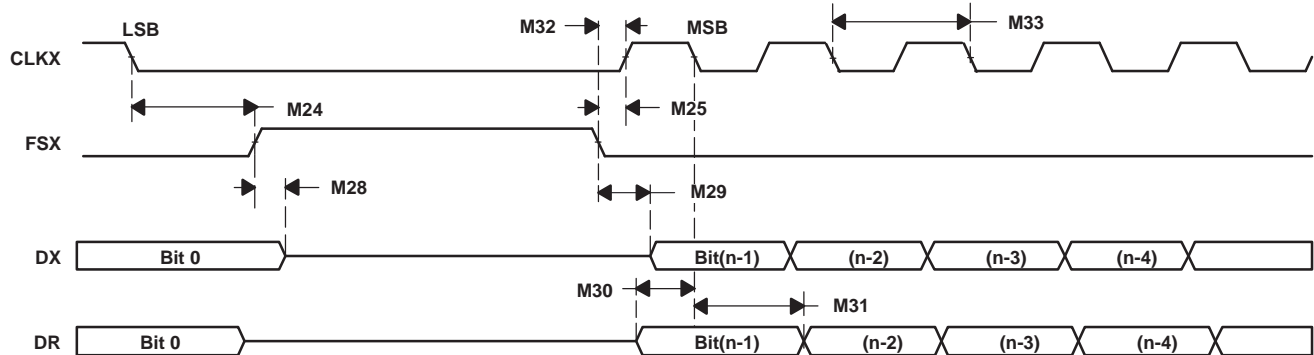 LSB
M32
MSB
M33
CLKX
M24
M25
FSX
M28
M29
DX
Bit 0
Bit(n-1)
(n-2)
(n-3)
(n-4)
M30
M31
DR
Bit 0
Bit(n-1)
(n-2)
(n-3)
(n-4)